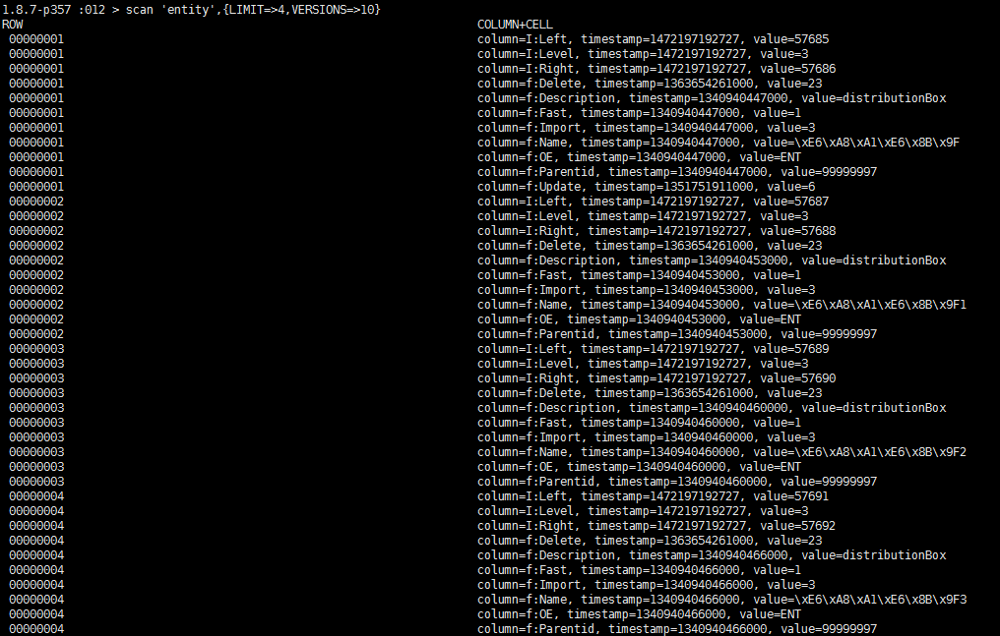 1.8.7-p357 :012 > scan 'entity',{LIMIT=>4,VERSIONS=>10}
ROW COLUMN+CELL
00000001 column=I:Left, timestamp=1472197192727, value=57685
00000001 column=I:Level, timestamp=1472197192727, value=3
00000001 column=I:Right, timestamp=1472197192727, value=57686
00000001 column=f:Delete, timestamp=1363654261000, value=23
00000001 column=f:Description, timestamp=1340940447000, value=distributionBox
00000001 column=f:Fast, timestamp=1340940447000, value=1
00000001 column=f:Import, timestamp=1340940447000, value=3
00000001 column=f:Name, timestamp=1340940447000, value=\xE6\xA8\xA1\xE6\x8B\x9F
00000001 column=f:OE, timestamp=1340940447000, value=ENT
00000001 column=f:Parentid, timestamp=1340940447000, value=99999997
00000001 column=f:Update, timestamp=1351751911000, value=6
00000002 column=I:Left, timestamp=1472197192727, value=57687
00000002 column=I:Level, timestamp=1472197192727, value=3
00000002 column=I:Right, timestamp=1472197192727, value=57688
00000002 column=f:Delete, timestamp=1363654261000, value=23
00000002 column=f:Description, timestamp=1340940453000, value=distributionBox
00000002 column=f:Fast, timestamp=1340940453000, value=1
00000002 column=f:Import, timestamp=1340940453000, value=3
00000002 column=f:Name, timestamp=1340940453000, value=\xE6\xA8\xA1\xE6\x8B\x9F1
00000002 column=f:OE, timestamp=1340940453000, value=ENT
00000002 column=f:Parentid, timestamp=1340940453000, value=99999997
00000003 column=I:Left, timestamp=1472197192727, value=57689
00000003 column=I:Level, timestamp=1472197192727, value=3
00000003 column=I:Right, timestamp=1472197192727, value=57690
00000003 column=f:Delete, timestamp=1363654261000, value=23
00000003 column=f:Description, timestamp=1340940460000, value=distributionBox
00000003 column=f:Fast, timestamp=1340940460000, value=1
00000003 column=f:Import, timestamp=1340940460000, value=3
00000003 column=f:Name, timestamp=1340940460000, value=\xE6\xA8\xA1\xE6\x8B\x9F2
00000003 column=f:OE, timestamp=1340940460000, value=ENT
00000003 column=f:Parentid, timestamp=1340940460000, value=99999997
00000004 column=I:Left, timestamp=1472197192727, value=57691
00000004 column=I:Level, timestamp=1472197192727, value=3
00000004 column=I:Right, timestamp=1472197192727, value=57692
00000004 column=f:Delete, timestamp=1363654261000, value=23
00000004 column=f:Description, timestamp=1340940466000, value=distributionBox
00000004 column=f:Fast, timestamp=1340940466000, value=1
00000004 column=f:Import, timestamp=1340940466000, value=3
00000004 column=f:Name, timestamp=1340940466000, value=\xE6\xA8\xA1\xE6\x8B\x9F3
00000004 column=f:OE, timestamp=1340940466000, value=ENT
00000004 column=f:Parentid, timestamp=1340940466000, value=99999997